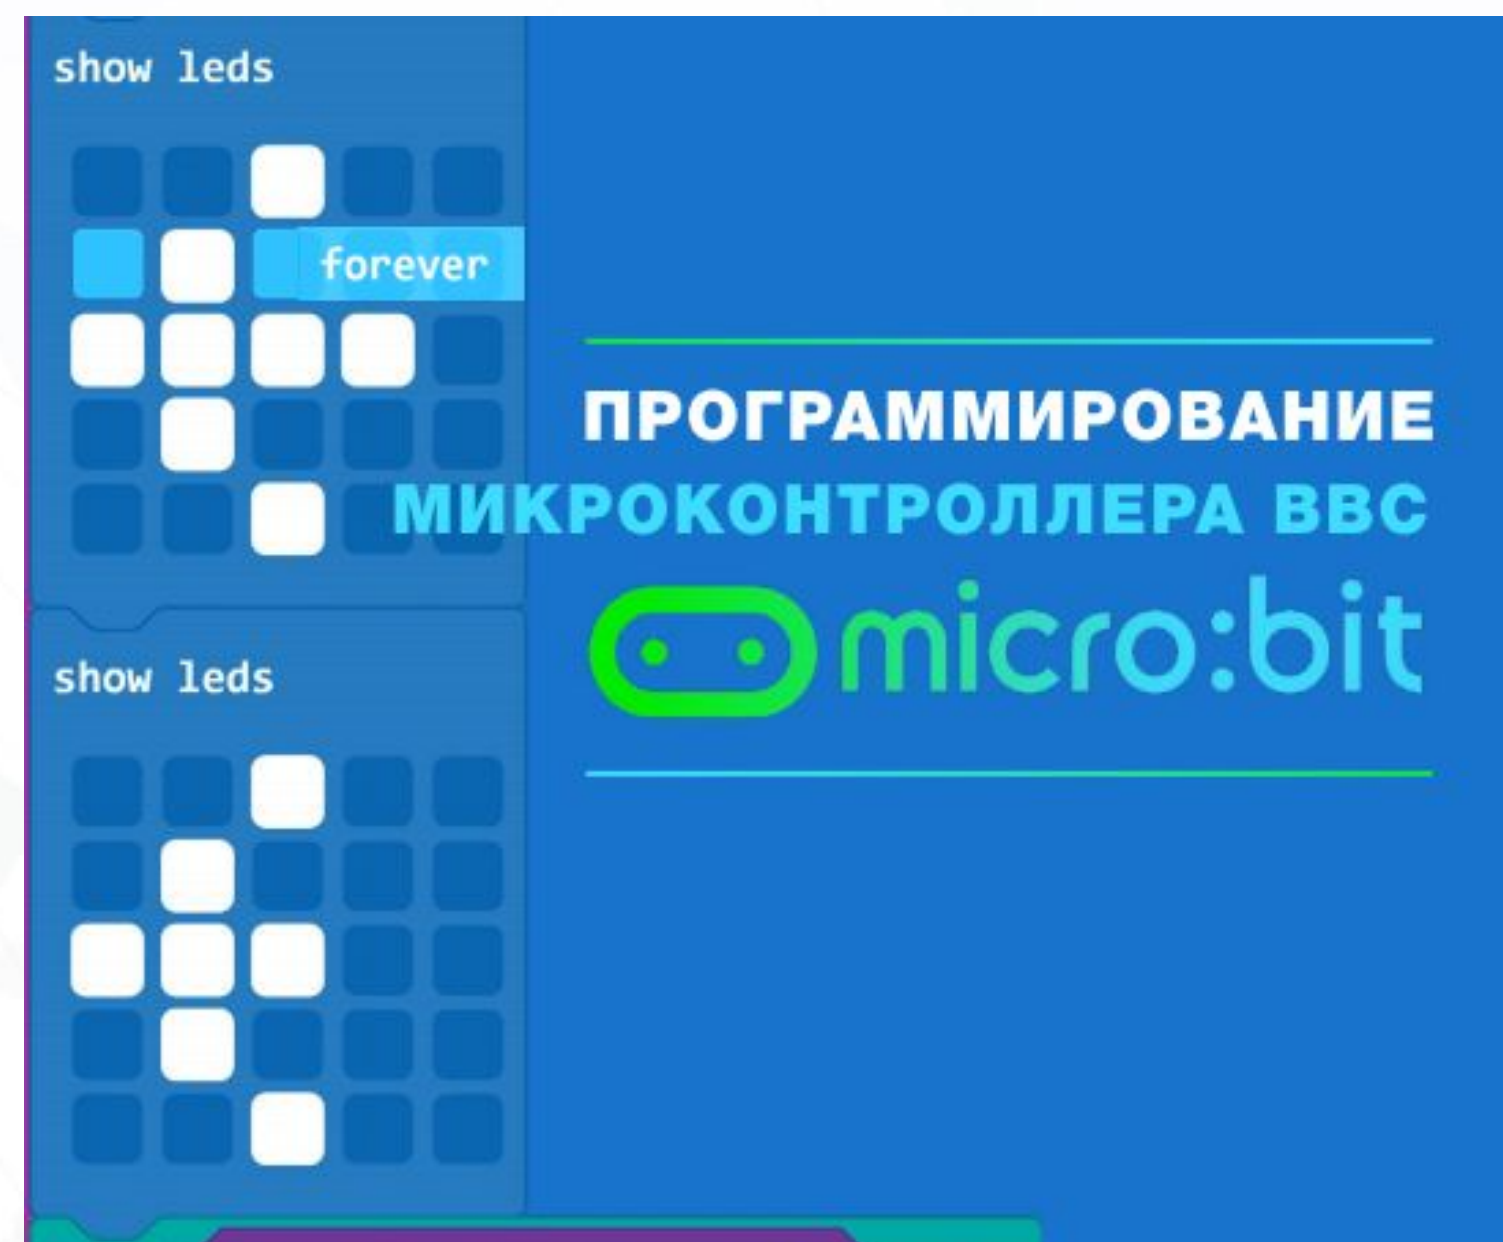 show leds
forever
ПРОГРАММИРОВАНИЕ
МИКРОКОНТРОЛЛЕРА BBC
micro:bit
show leds